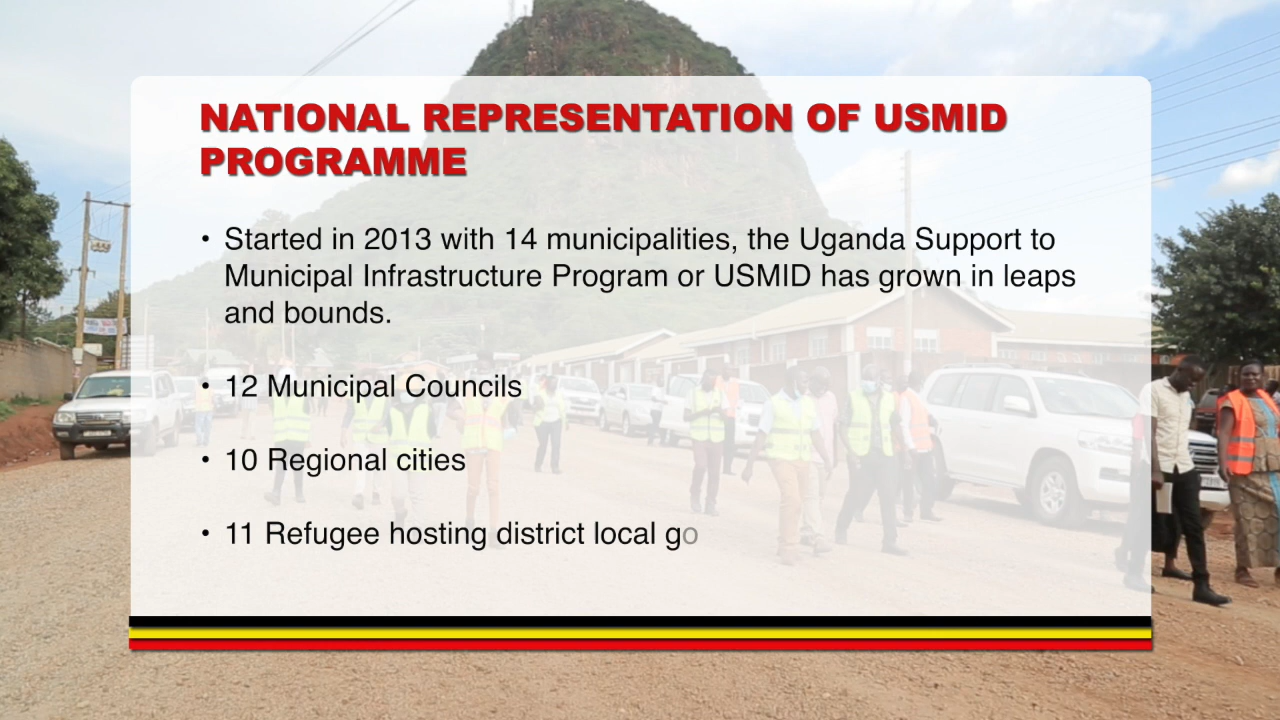 NATIONAL REPRESENTATION OF USMID
PROGRAMME
• Started in 2013 with 14 municipalities, the Uganda Support to
Municipal Infrastructure Program or USMID has grown in leaps
and bounds.
• 12 Municipal Councils
• 10 Regional cities
• 11 Refugee hosting district local go